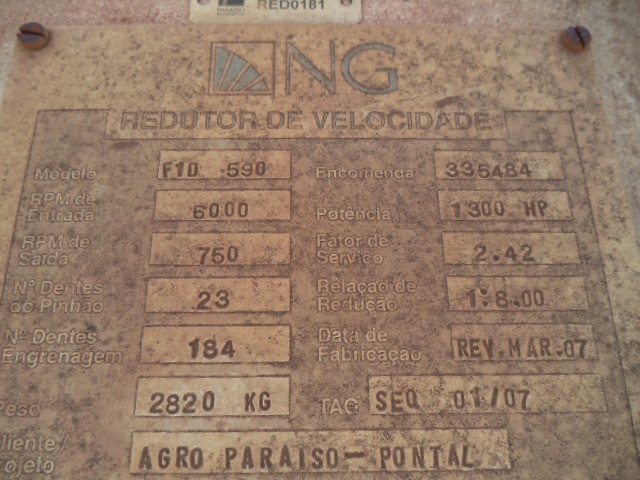 RED0181
NG
REDUTOR DE VELOCIDADE
Modelo F1D 590 Encomenda 335484
RPM de Entrada 6000 Potência 1300 HP
RPM de Saída 750 Fator de Serviço 2.42
Nº Dentes do Pinhão 23 Relação de Redução 1:8.00
Nº Dentes Engrenagem 184 Data de Fabricação REV.MAR.07
Peso 2820 KG TAG SEQ 01/07
liente/ ojeto AGRO PARAISO- PONTAL